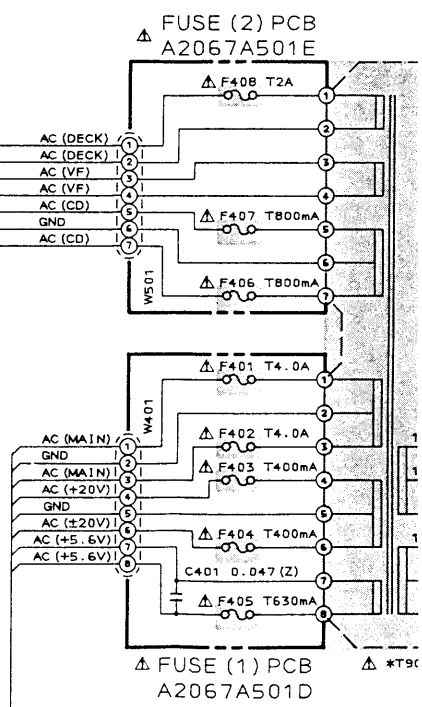 ⚠ FUSE (2) PCB
A2067A501E
⚠ F408 T2A
1
2
3
4
⚠ F407 T800mA
5
6
⚠ F406 T800mA
7
AC (DECK) 1
AC (DECK) 2
AC (VF) 3
AC (VF) 4
AC (CD) 5
GND 6
AC (CD) 7
W501
⚠ F401 T4.0A
1
2
⚠ F402 T4.0A
3
⚠ F403 T400mA
4
5
⚠ F404 T400mA
6
C401 0.047(Z)
7
⚠ F405 T630mA
8
W401
AC (MAIN) 1
GND 2
AC (MAIN) 3
AC (+20V) 4
GND 5
AC (±20V) 6
AC (+5.6V) 7
AC (+5.6V) 8
⚠ FUSE (1) PCB
A2067A501D
⚠ *T90